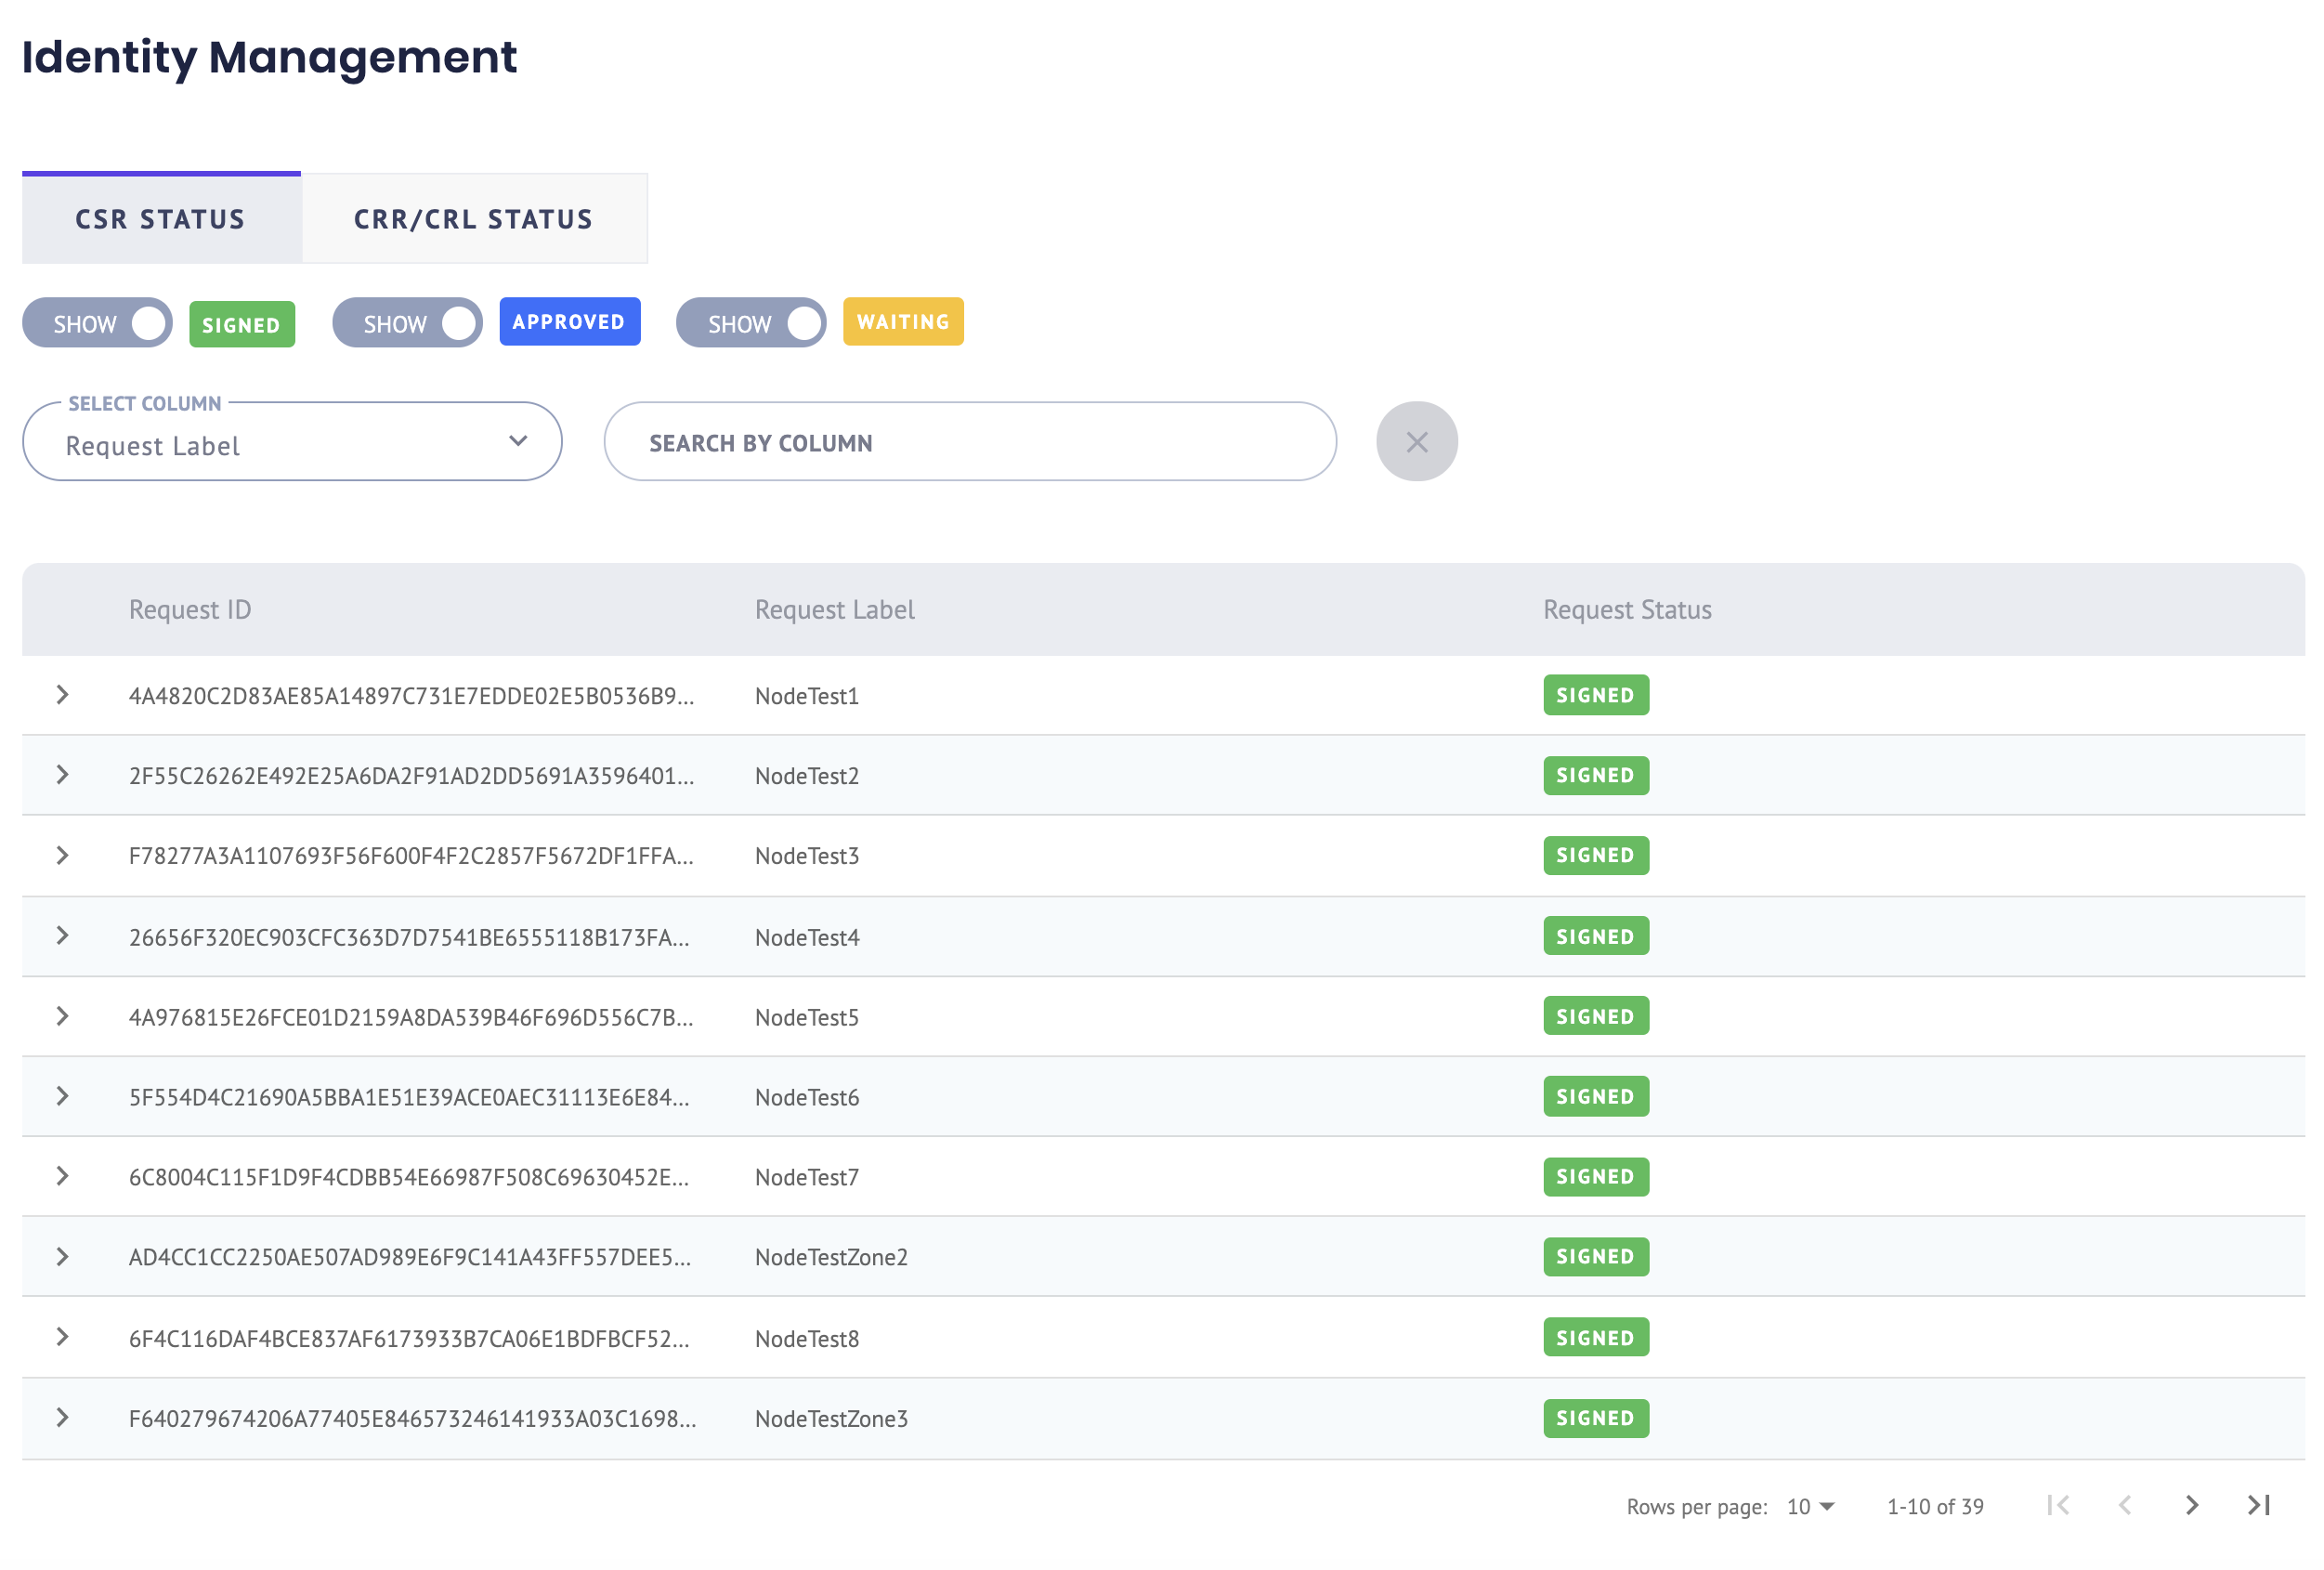 Identity Management
CSR STATUS CRR/CRL STATUS
SHOW SIGNED SHOW APPROVED SHOW WAITING
SELECT COLUMN
Request Label SEARCH BY COLUMN
Request ID Request Label Request Status
4A4820C2D83AE85A14897C731E7EDDE02E5B0536B9... NodeTest1 SIGNED
2F55C26262E492E25A6DA2F91AD2DD5691A3596401... NodeTest2 SIGNED
F78277A3A1107693F56F600F4F2C2857F5672DF1FFA... NodeTest3 SIGNED
26656F320EC903CFC363D7D7541BE6555118B173FA... NodeTest4 SIGNED
4A976815E26FCE01D2159A8DA539B46F696D556C7B... NodeTest5 SIGNED
5F554D4C21690A5BBA1E51E39ACE0AEC31113E6E84... NodeTest6 SIGNED
6C8004C115F1D9F4CDBB54E66987F508C69630452E... NodeTest7 SIGNED
AD4CC1CC2250AE507AD989E6F9C141A43FF557DEE5... NodeTestZone2 SIGNED
6F4C116DAF4BCE837AF6173933B7CA06E1BDFBCF52... NodeTest8 SIGNED
F640279674206A77405E846573246141933A03C1698... NodeTestZone3 SIGNED
Rows per page: 10 1-10 of 39